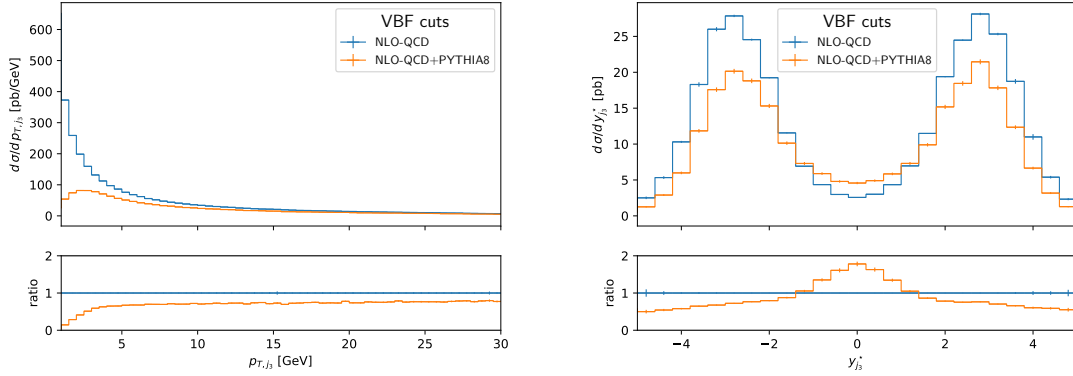 VBF cuts
NLO-QCD
NLO-QCD+PYTHIA8
dσ/dp_{T,j_3} [pb/GeV]
600
500
400
300
200
100
0
ratio
2
1
0
5
10
15
20
25
30
p_{T,j_3} [GeV]
VBF cuts
NLO-QCD
NLO-QCD+PYTHIA8
dσ/dy^⋆_{j_3} [pb]
25
20
15
10
5
0
ratio
2
1
0
−4
−2
0
2
4
y^⋆_{j_3}